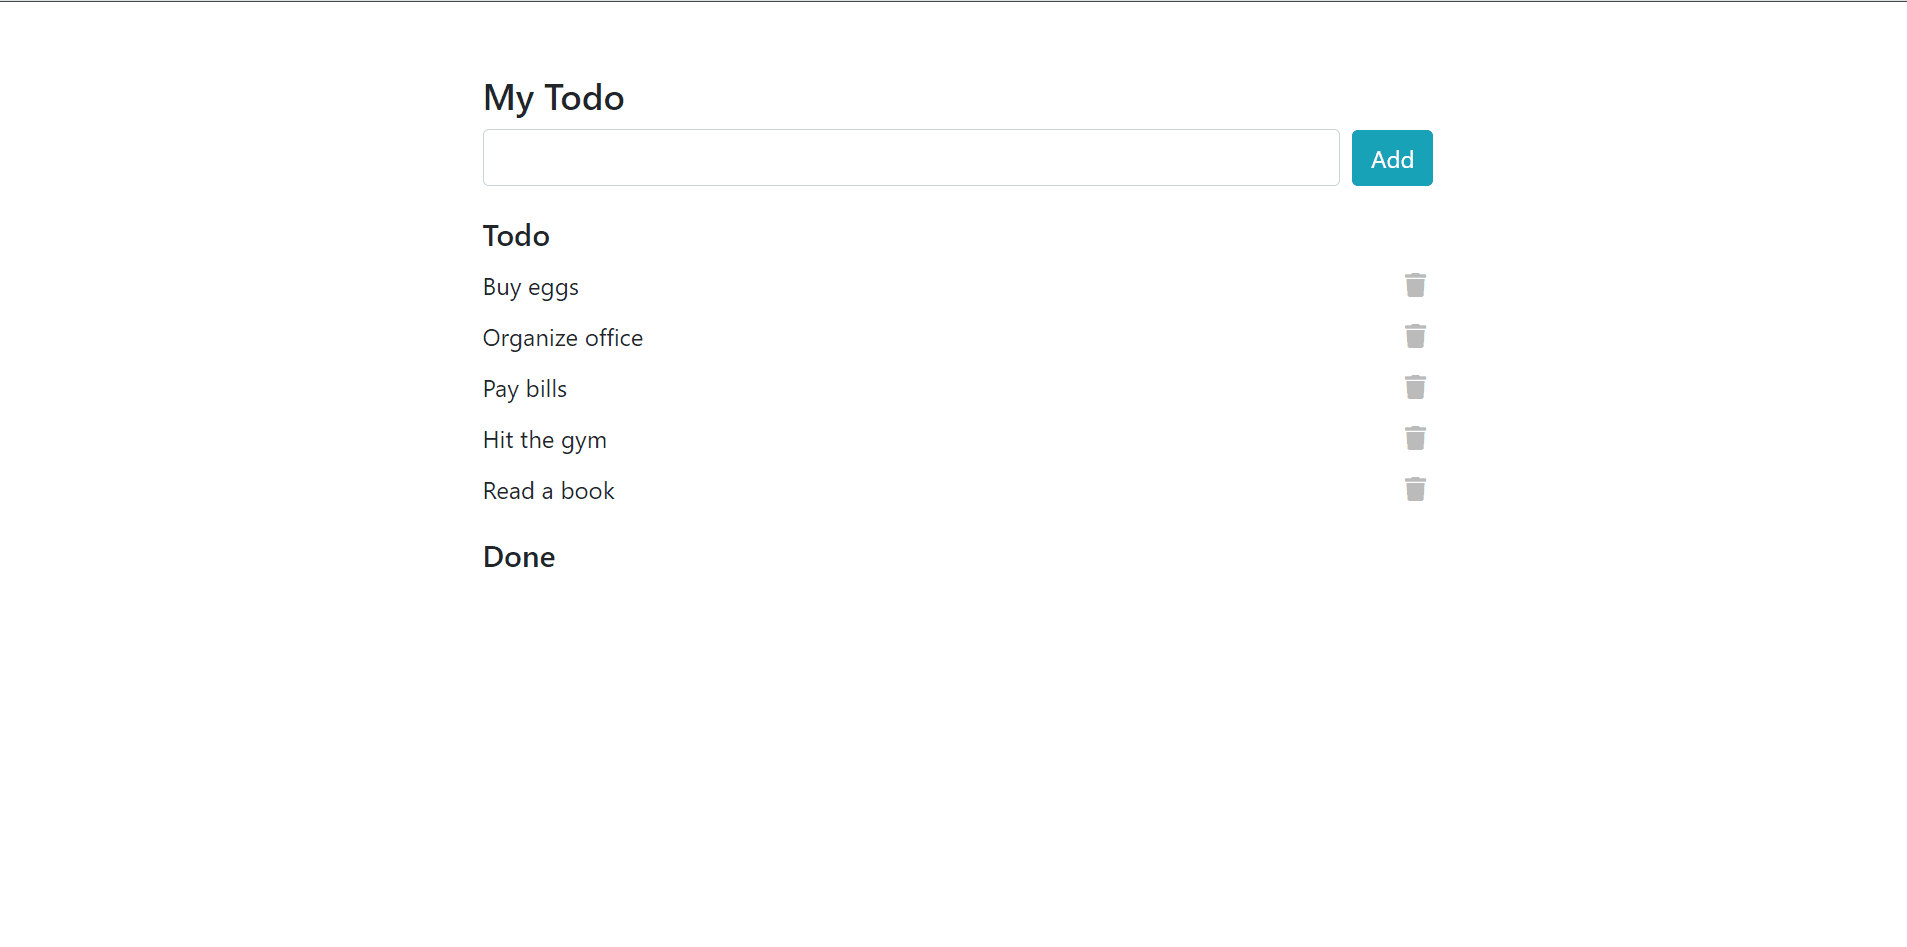 My Todo
Add
Todo
Buy eggs
Organize office
Pay bills
Hit the gym
Read a book
Done